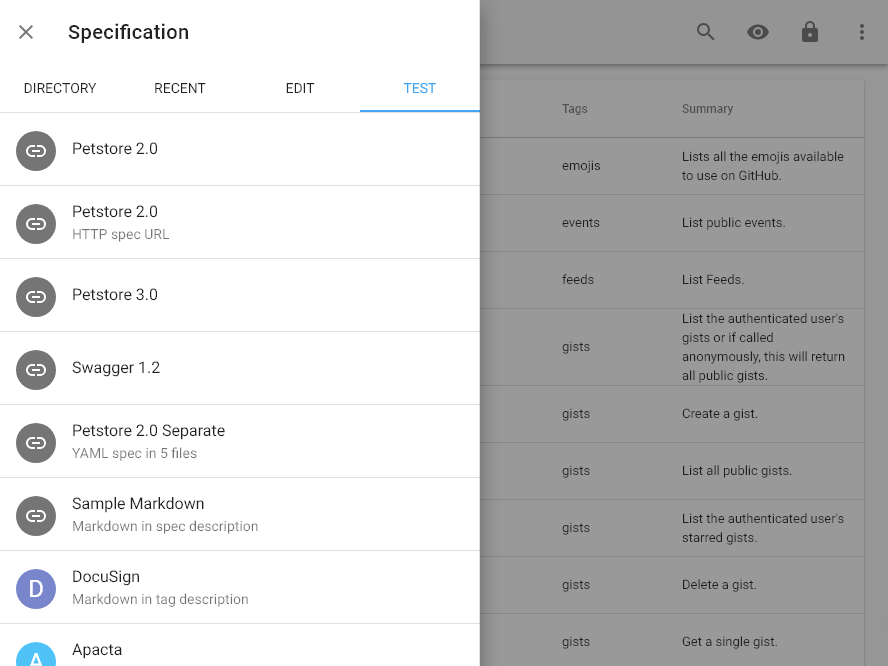 Specification
DIRECTORY RECENT EDIT TEST
Petstore 2.0
Petstore 2.0
HTTP spec URL
Petstore 3.0
Swagger 1.2
Petstore 2.0 Separate
YAML spec in 5 files
Sample Markdown
Markdown in spec description
D
DocuSign
Markdown in tag description
A
Apacta
Tags Summary
emojis
Lists all the emojis available
to use on GitHub.
events List public events.
feeds List Feeds.
gists
List the authenticated user's
gists or if called
anonymously, this will return
all public gists.
gists Create a gist.
gists List all public gists.
gists
List the authenticated user's
starred gists.
gists Delete a gist.
gists Get a single gist.